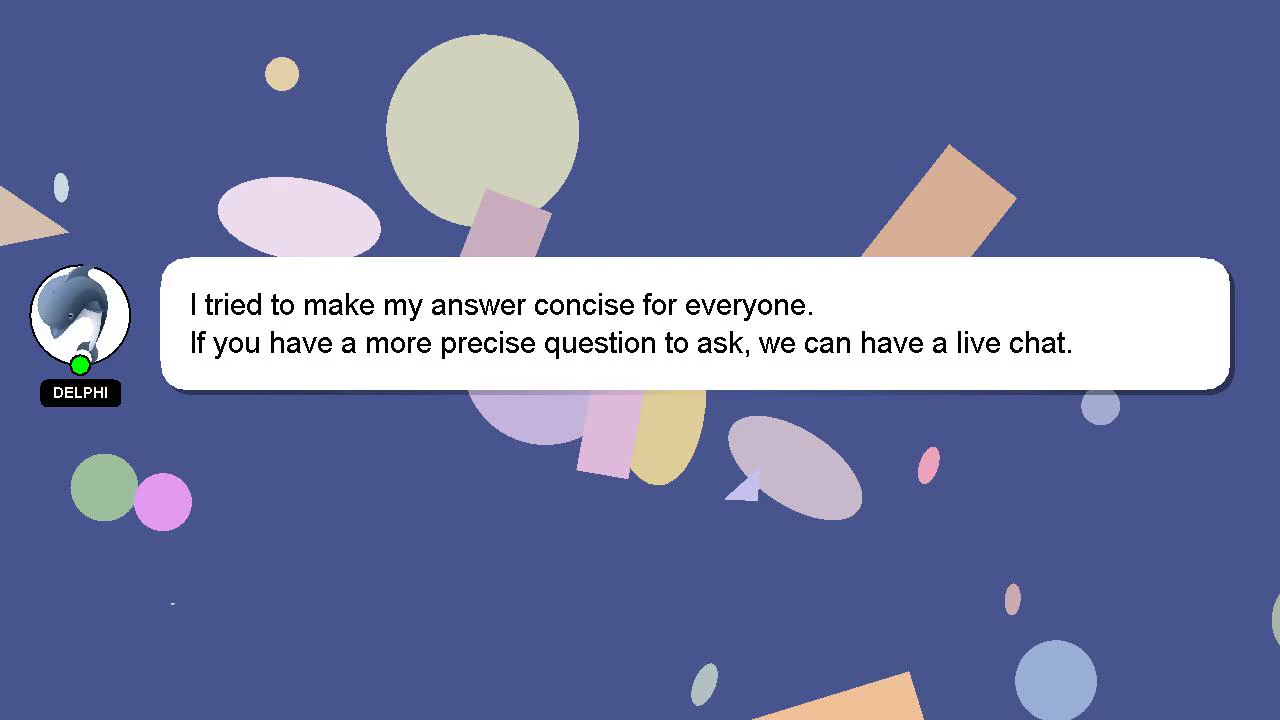 I tried to make my answer concise for everyone.
If you have a more precise question to ask, we can have a live chat.
DELPHI